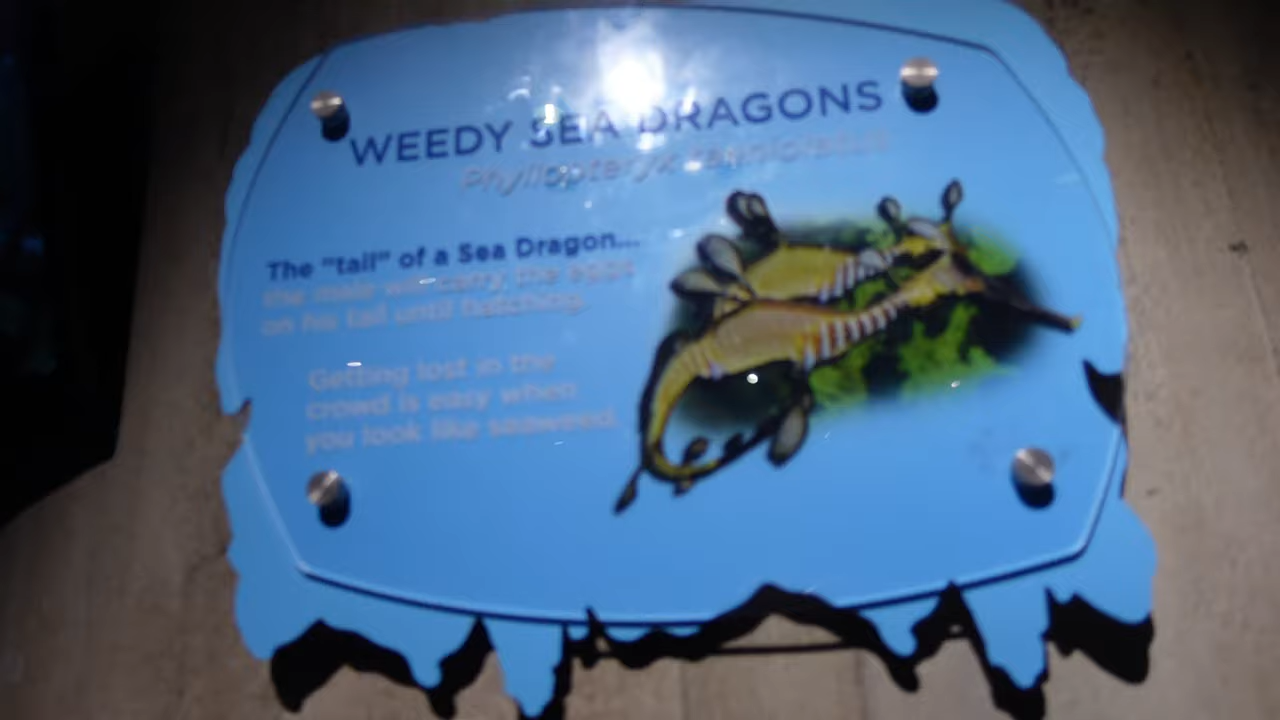 WEEDY SEA DRAGONS
Phyllopteryx taeniolatus
The "tail" of a Sea Dragon...
the male will carry the eggs
on his tail until hatching.
Getting lost in the
crowd is easy when
you look like seaweed.